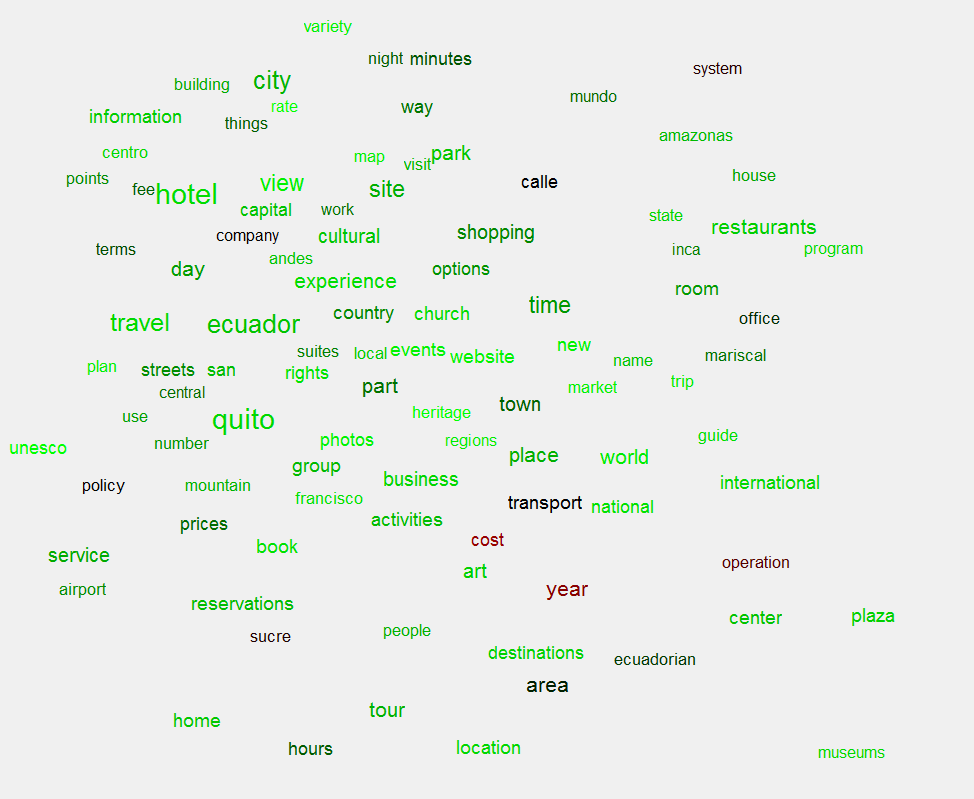 variety
night minutes
system
building city
mundo
rate
way
information
things
amazonas
centro
map
visit
park
points
fee
hotel
view
site
calle
house
capital
work
state
restaurants
company
cultural
shopping
terms
inca
program
andes
day
options
experience
room
time
country
church
office
travel
ecuador
suites
local
events
website
new
name
mariscal
plan
streets
san
rights
central
part
market
trip
town
heritage
use
quito
guide
number
photos
regions
unesco
place
world
group
policy
mountain
business
international
francisco
transport
national
prices
activities
cost
book
service
operation
art
airport
year
reservations
center
plaza
sucre
people
destinations
ecuadorian
area
tour
home
hours
location
museums